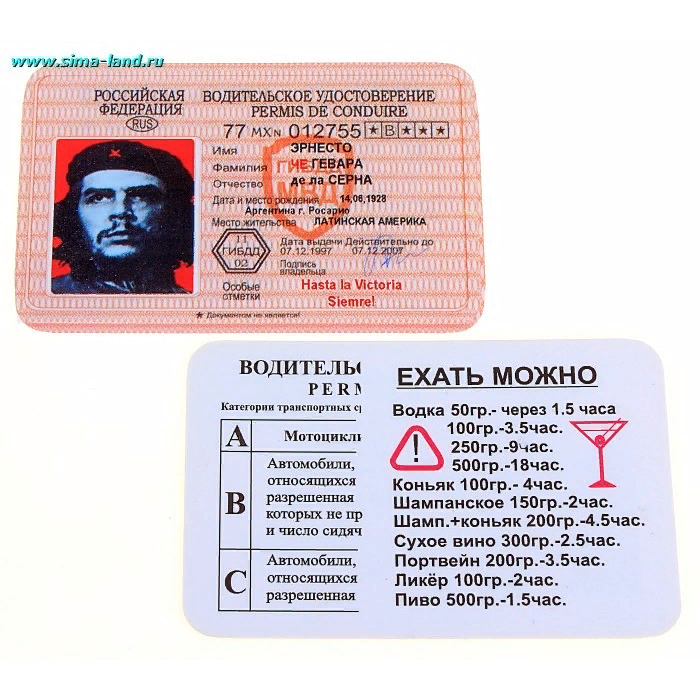 www.sima-land.ru
РОССИЙСКАЯ ФЕДЕРАЦИЯ
RUS
ВОДИТЕЛЬСКОЕ УДОСТОВЕРЕНИЕ
PERMIS DE CONDUIRE
77 МХ N 012755 ★ B ★ ★ ★
Имя ЭРНЕСТО
Фамилия ЧЕ ГЕВАРА
Отчество де ла СЕРНА
Дата и место рождения 14,06,1928
Аргентина г. Росарио
Место жительства ЛАТИНСКАЯ АМЕРИКА
11 ГИБДД 02
Дата выдачи Действительно до
07.12.1997 07.12.2007
Подпись владельца
Особые отметки
Hasta la Victoria
Siemre!
★ Документом не является!
ВОДИТЕЛЬС
PERM
Категории транспортных ср
A Мотоцикл
B Автомобили,
относящихся
разрешенная
которых не пр
и число сидяч
C Автомобили,
относящихся
разрешенная
ЕХАТЬ МОЖНО
Водка 50гр.- через 1.5 часа
100гр.-3.5час.
250гр.-9час.
500гр.-18час.
Коньяк 100гр.- 4час.
Шампанское 150гр.-2час.
Шамп.+коньяк 200гр.-4.5час.
Сухое вино 300гр.-2.5час.
Портвейн 200гр.-3.5час.
Ликёр 100гр.-2час.
Пиво 500гр.-1.5час.